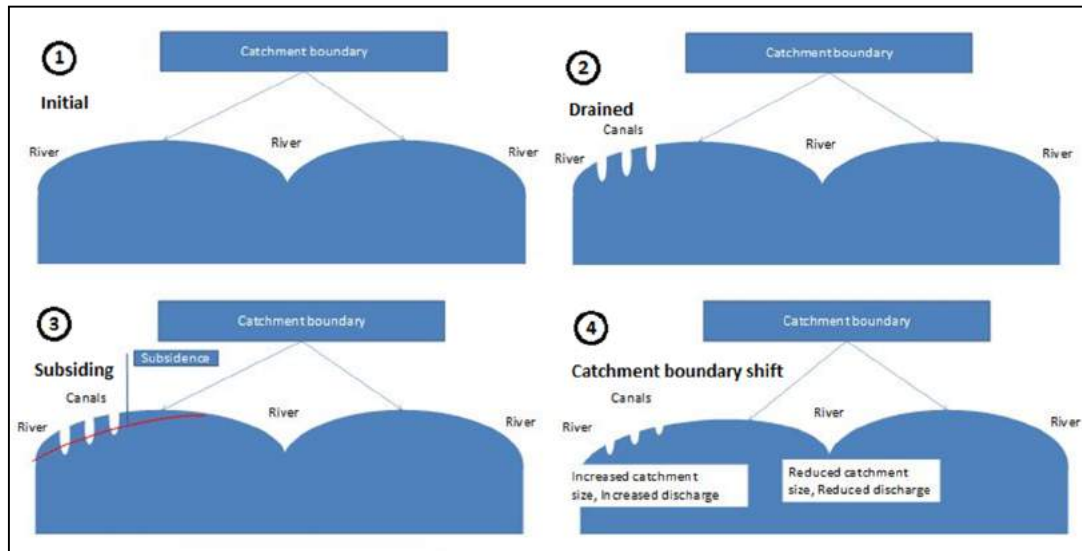 1
Catchment boundary
Initial
River
River
River
2
Catchment boundary
Drained
Canals
River
River
River
3
Catchment boundary
Subsidence
Subsiding
Canals
River
River
River
4
Catchment boundary
Catchment boundary shift
Canals
River
River
River
Increased catchment
size, Increased discharge
Reduced catchment
size, Reduced discharge